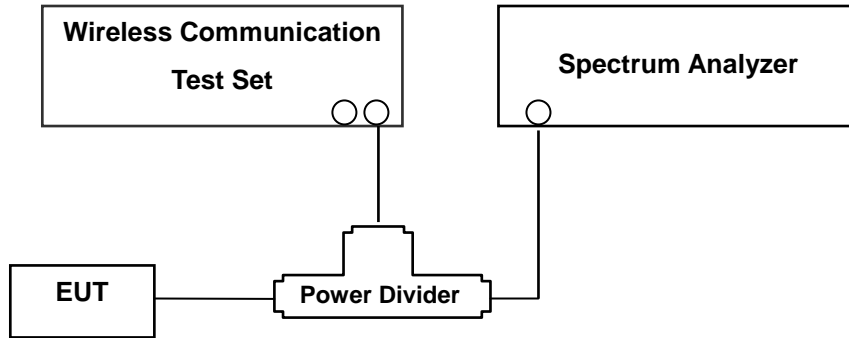 Wireless Communication
Test Set
Spectrum Analyzer
EUT
Power Divider